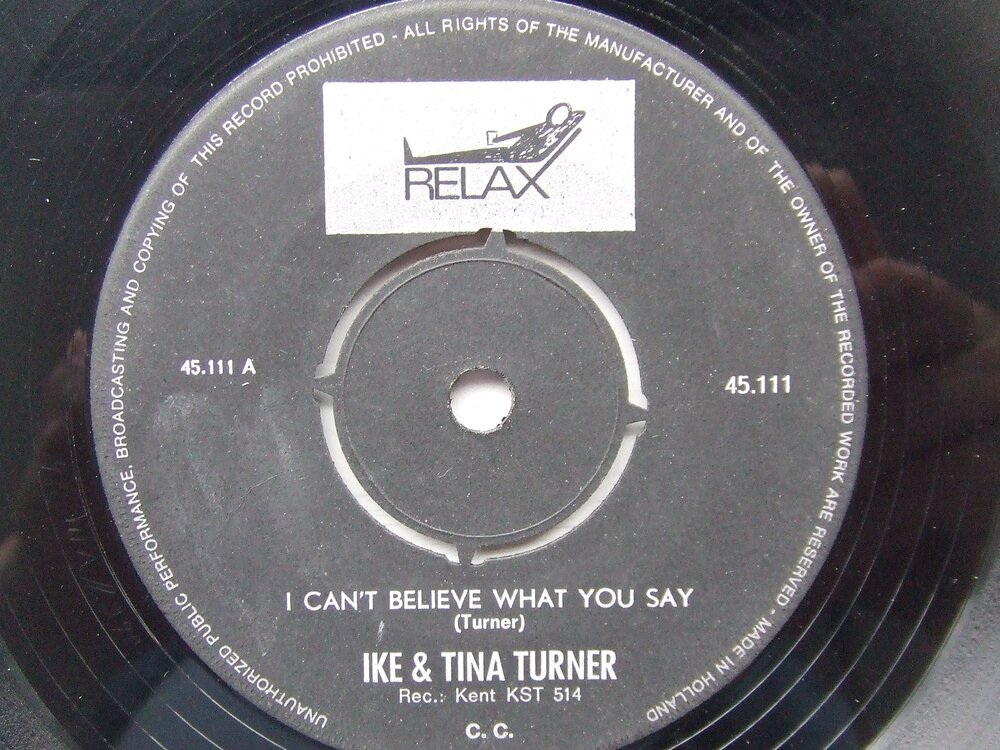 UNAUTHORIZED PUBLIC PERFORMANCE, BROADCASTING AND COPYING OF THIS RECORD PROHIBITED - ALL RIGHTS OF THE MANUFACTURER AND OF THE OWNER OF THE RECORDED WORK ARE RESERVED - MADE IN HOLLAND
RELAX
45.111 A
45.111
I CAN'T BELIEVE WHAT YOU SAY
(Turner)
IKE & TINA TURNER
Rec.: Kent KST 514
C. C.